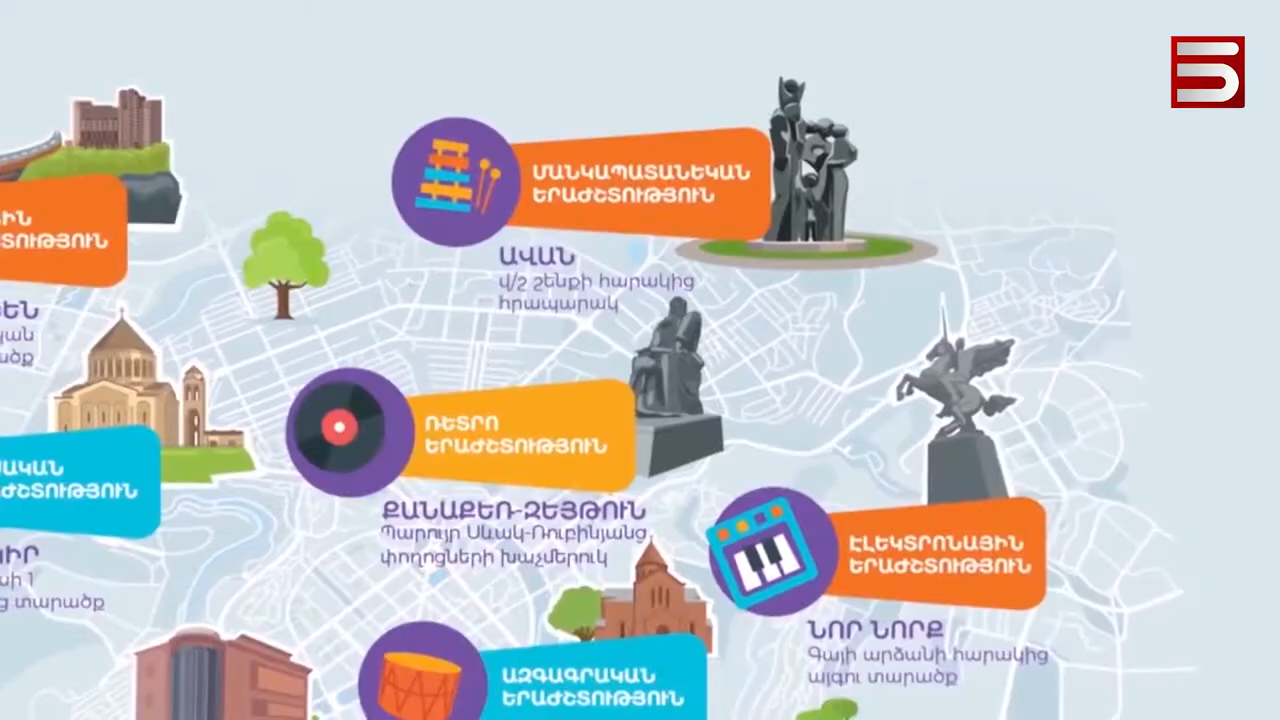 ՄԱՆԿԱՊԱՏԱՆԵԿԱՆ
ԵՐԱԺՇՏՈՒԹՅՈՒՆ
ԱՎԱՆ
վ/շ շենքի հարակից
հրապարակ
ՌԵՏՐՈ
ԵՐԱԺՇՏՈՒԹՅՈՒՆ
ՔԱՆԱՔԵՌ-ԶԵՅԹՈՒՆ
Պարույր Սևակ-Ռուբինյանց
փողոցների խաչմերուկ
ԷԼԵԿՏՐՈՆԱՅԻՆ
ԵՐԱԺՇՏՈՒԹՅՈՒՆ
ՆՈՐ ՆՈՐՔ
Գայի արձանի հարակից
այգու տարածք
ԱԶԳԱԳՐԱԿԱՆ
ԵՐԱԺՇՏՈՒԹՅՈՒՆ